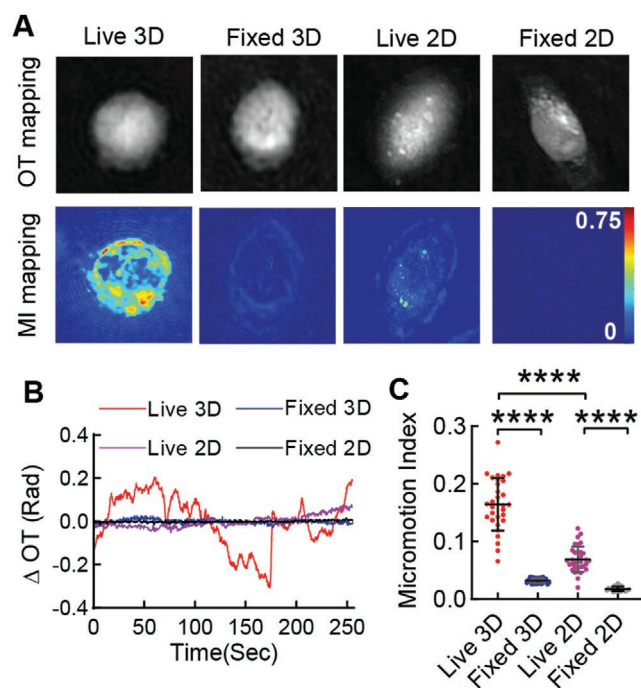 A
Live 3D Fixed 3D Live 2D Fixed 2D
OT mapping
MI mapping
0.75
0
B
Live 3D Fixed 3D
Live 2D Fixed 2D
Δ OT (Rad)
0.4
0.2
0.0
-0.2
-0.4
0 50 100 150 200 250
Time(Sec)
C
****
**** ****
Micromotion Index
0.3
0.2
0.1
0.0
Live 3D
Fixed 3D
Live 2D
Fixed 2D